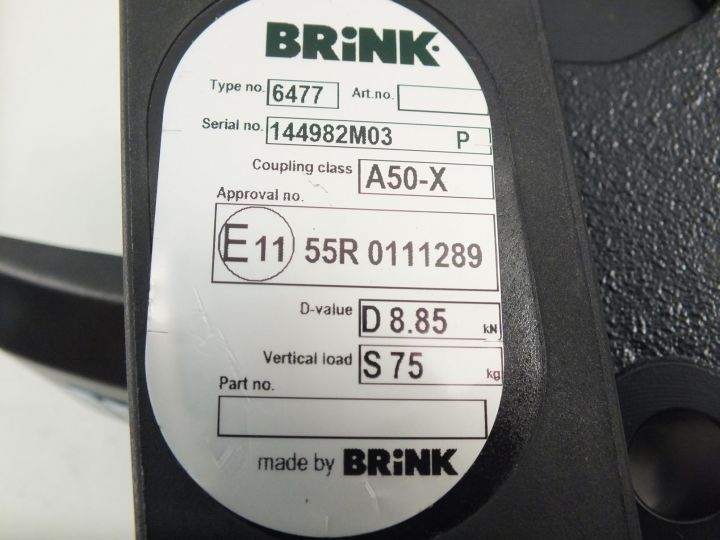 BRiNK
Type no. 6477 Art.no.
Serial no. 144982M03 P
Coupling class A50-X
Approval no.
E11 55R 0111289
D-value D 8.85 kN
Vertical load S 75 kg
Part no.
made by BRiNK